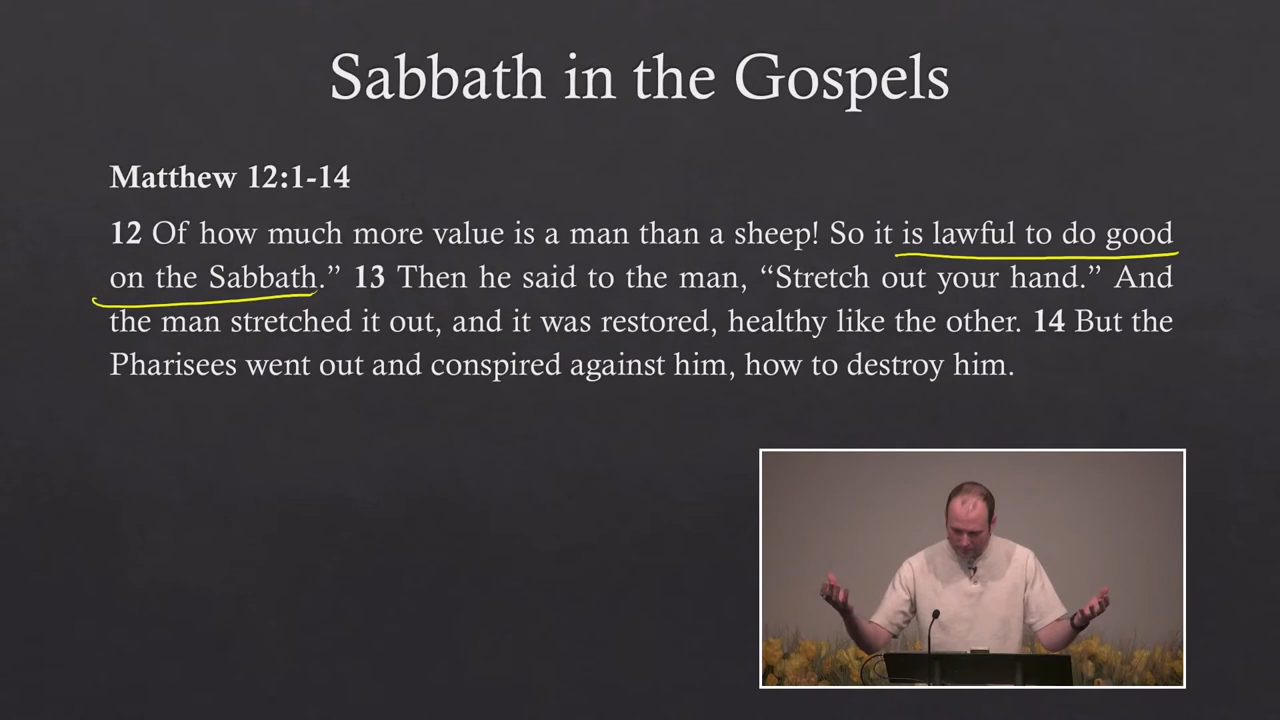 Sabbath in the Gospels
Matthew 12:1-14
12 Of how much more value is a man than a sheep! So it is lawful to do good
on the Sabbath.” 13 Then he said to the man, “Stretch out your hand.” And
the man stretched it out, and it was restored, healthy like the other. 14 But the
Pharisees went out and conspired against him, how to destroy him.